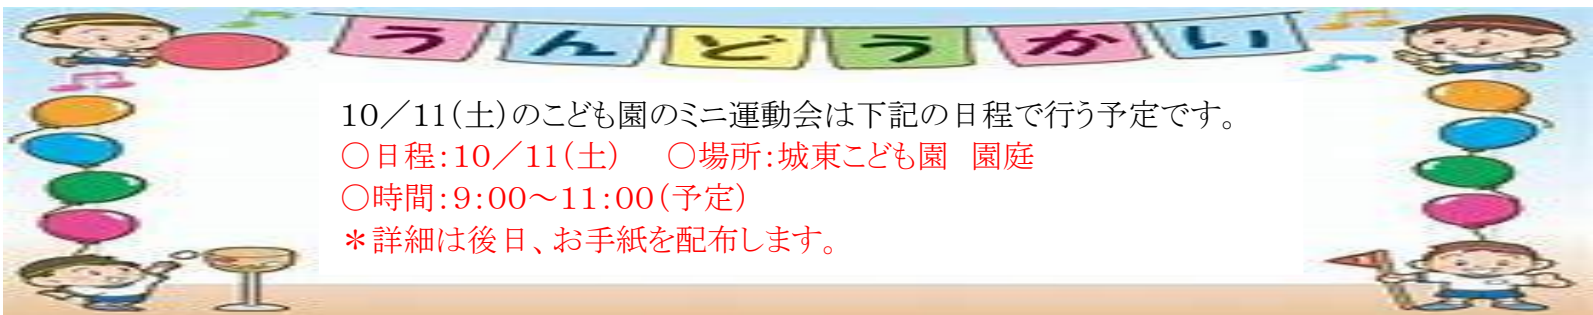 うんどうかい
10／11(土)のこども園のミニ運動会は下記の日程で行う予定です。
○日程:10／11(土)　○場所:城東こども園　園庭
○時間:9:00～11:00(予定)
＊詳細は後日、お手紙を配布します。